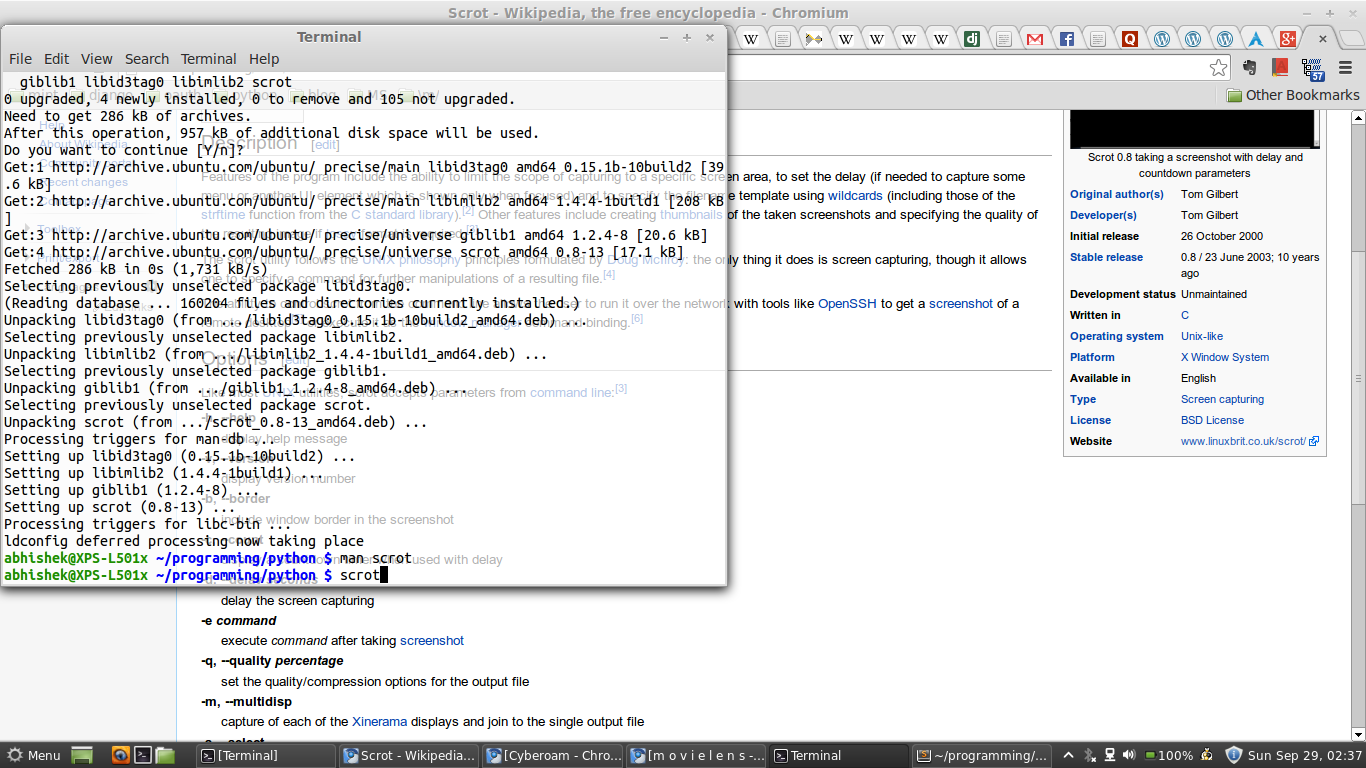 Scrot - Wikipedia, the free encyclopedia - Chromium
Terminal
File Edit View Search Terminal Help
giblib1 libid3tag0 libimlib2 scrot
0 upgraded, 4 newly installed, 0 to remove and 105 not upgraded.
Need to get 286 kB of archives.
After this operation, 957 kB of additional disk space will be used.
Do you want to continue [Y/n]?
Get:1 http://archive.ubuntu.com/ubuntu/ precise/main libid3tag0 amd64 0.15.1b-10build2 [39
.6 kB]
Get:2 http://archive.ubuntu.com/ubuntu/ precise/main libimlib2 amd64 1.4.4-1build1 [208 kB
]
Get:3 http://archive.ubuntu.com/ubuntu/ precise/universe giblib1 amd64 1.2.4-8 [20.6 kB]
Get:4 http://archive.ubuntu.com/ubuntu/ precise/universe scrot amd64 0.8-13 [17.1 kB]
Fetched 286 kB in 0s (1,731 kB/s)
Selecting previously unselected package libid3tag0.
(Reading database ... 160204 files and directories currently installed.)
Unpacking libid3tag0 (from .../libid3tag0_0.15.1b-10build2_amd64.deb) ...
Selecting previously unselected package libimlib2.
Unpacking libimlib2 (from .../libimlib2_1.4.4-1build1_amd64.deb) ...
Selecting previously unselected package giblib1.
Unpacking giblib1 (from .../giblib1_1.2.4-8_amd64.deb) ...
Selecting previously unselected package scrot.
Unpacking scrot (from .../scrot_0.8-13_amd64.deb) ...
Processing triggers for man-db ...
Setting up libid3tag0 (0.15.1b-10build2) ...
Setting up libimlib2 (1.4.4-1build1) ...
Setting up giblib1 (1.2.4-8) ...
Setting up scrot (0.8-13) ...
Processing triggers for libc-bin ...
ldconfig deferred processing now taking place
abhishek@XPS-L501x ~/programming/python $ man scrot
abhishek@XPS-L501x ~/programming/python $ scrot
57
Other Bookmarks
Description [edit]
Features of the program include the ability to limit the scope of capturing to a specific screen area, to set the delay (if needed to capture some
menu or another UI element which is shown only when focused) and to specify the filename template using wildcards (including those of the
strftime function from the C standard library).[2] Other features include creating thumbnails of the taken screenshots and specifying the quality of
The scrot utility follows the UNIX philosophy principles formulated by Doug McIlroy: the only thing it does is screen capturing, though it allows
one to specify a command for further manipulations of a resulting file.[4]
user to run it over the network with tools like OpenSSH to get a screenshot of a
binding.[6]
Options [edit]
Like most UNIX utilities, scrot accepts parameters from command line:[3]
-h, --help
display help message
display version number
-b, --border
include window border in the screenshot
used with delay
delay the screen capturing
-e command
execute command after taking screenshot
-q, --quality percentage
set the quality/compression options for the output file
-m, --multidisp
capture of each of the Xinerama displays and join to the single output file
Scrot 0.8 taking a screenshot with delay and
countdown parameters
Original author(s) Tom Gilbert
Developer(s) Tom Gilbert
Initial release 26 October 2000
Stable release 0.8 / 23 June 2003; 10 years
ago
Development status Unmaintained
Written in C
Operating system Unix-like
Platform X Window System
Available in English
Type Screen capturing
License BSD License
Website www.linuxbrit.co.uk/scrot/
Menu [Terminal] Scrot - Wikipedia... [Cyberoam - Chro... [m o v i e l e n s -... Terminal ~/programming/... 100% Sun Sep 29, 02:37